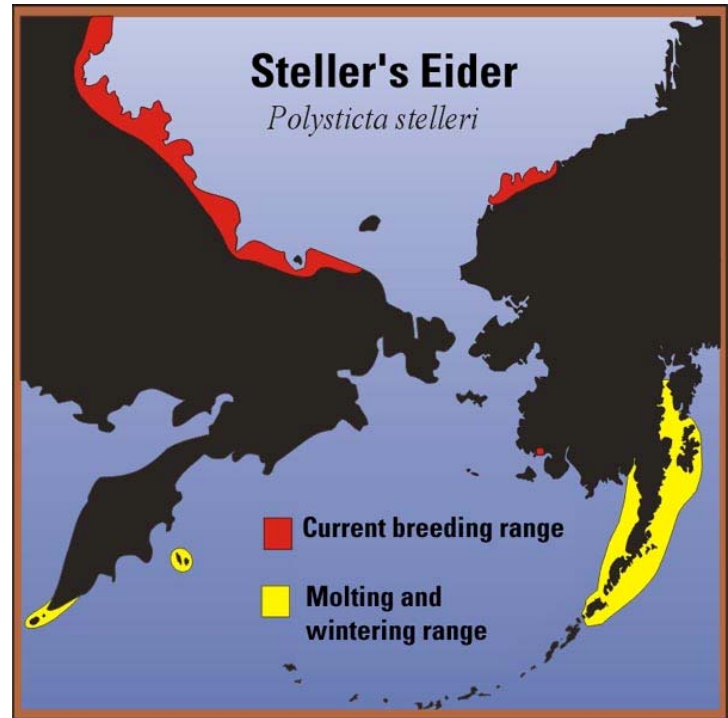 Steller's Eider
Polysticta stelleri
Current breeding range
Molting and
wintering range